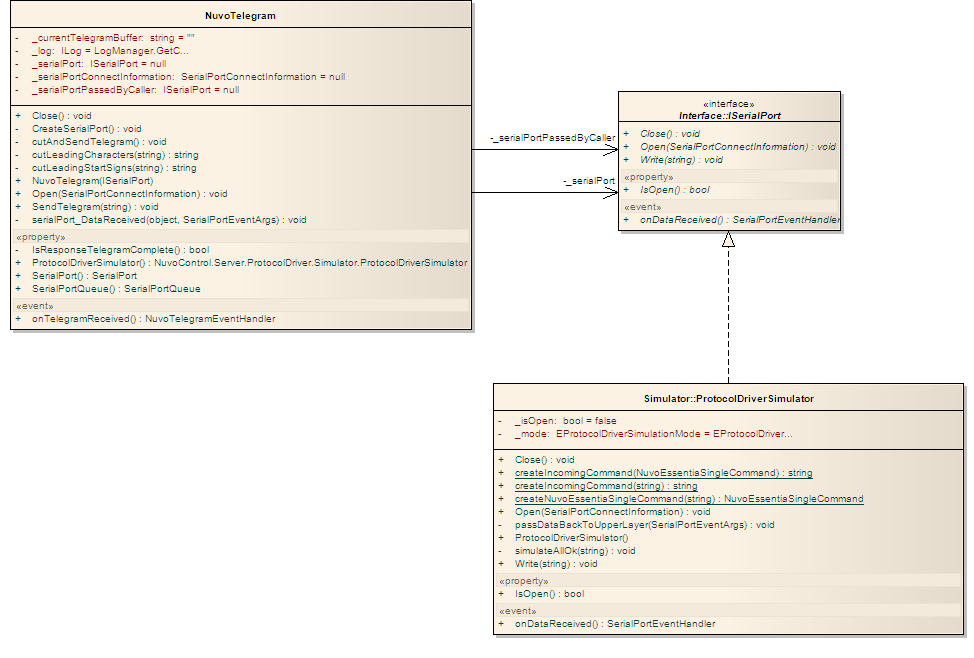 NuvoTelegram
- _currentTelegramBuffer: string = ""
- _log: ILog = LogManager.GetC...
- _serialPort: ISerialPort = null
- _serialPortConnectInformation: SerialPortConnectInformation = null
- _serialPortPassedByCaller: ISerialPort = null
+ Close() : void
- CreateSerialPort() : void
- cutAndSendTelegram() : void
- cutLeadingCharacters(string) : string
- cutLeadingStartSigns(string) : string
+ NuvoTelegram(ISerialPort)
+ Open(SerialPortConnectInformation) : void
+ SendTelegram(string) : void
- serialPort_DataReceived(object, SerialPortEventArgs) : void
«property»
- IsResponseTelegramComplete() : bool
+ ProtocolDriverSimulator() : NuvoControl.Server.ProtocolDriver.Simulator.ProtocolDriverSimulator
+ SerialPort() : SerialPort
+ SerialPortQueue() : SerialPortQueue
«event»
+ onTelegramReceived() : NuvoTelegramEventHandler
-_serialPortPassedByCaller
-_serialPort
«interface»
Interface::ISerialPort
+ Close() : void
+ Open(SerialPortConnectInformation) : void
+ Write(string) : void
«property»
+ IsOpen() : bool
«event»
+ onDataReceived() : SerialPortEventHandler
Simulator::ProtocolDriverSimulator
- _isOpen: bool = false
- _mode: EProtocolDriverSimulationMode = EProtocolDriver...
+ Close() : void
+ createIncomingCommand(NuvoEssentiaSingleCommand) : string
+ createIncomingCommand(string) : string
+ createNuvoEssentiaSingleCommand(string) : NuvoEssentiaSingleCommand
+ Open(SerialPortConnectInformation) : void
- passDataBackToUpperLayer(SerialPortEventArgs) : void
+ ProtocolDriverSimulator()
- simulateAllOk(string) : void
+ Write(string) : void
«property»
+ IsOpen() : bool
«event»
+ onDataReceived() : SerialPortEventHandler